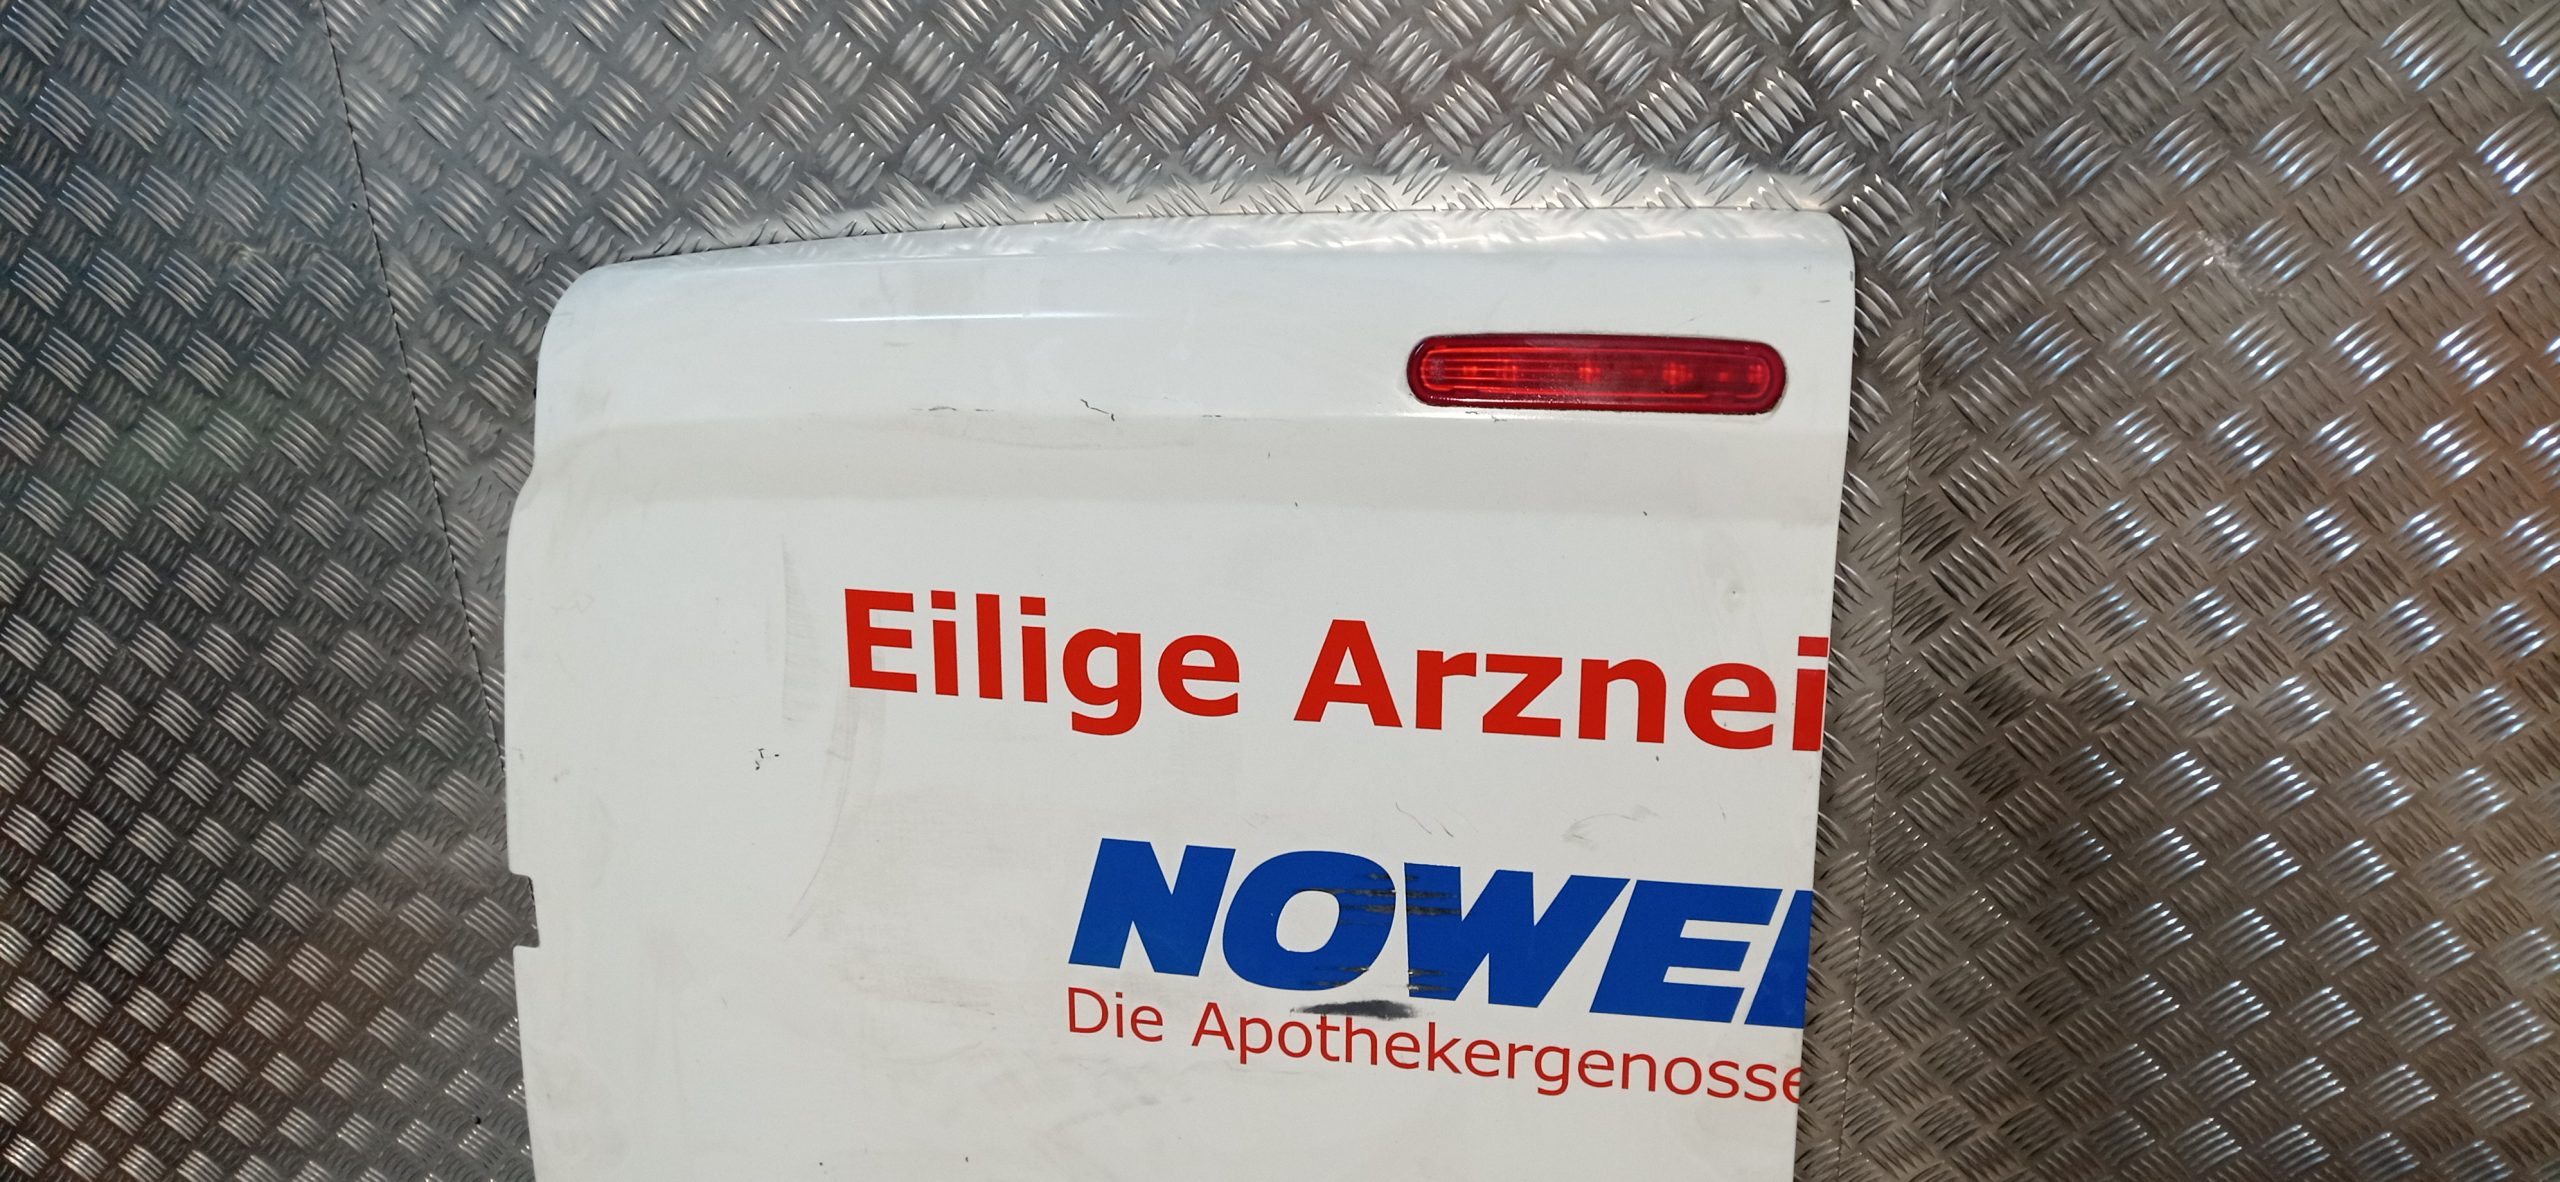 Eilige Arznei
NOWE
Die Apothekergenosse